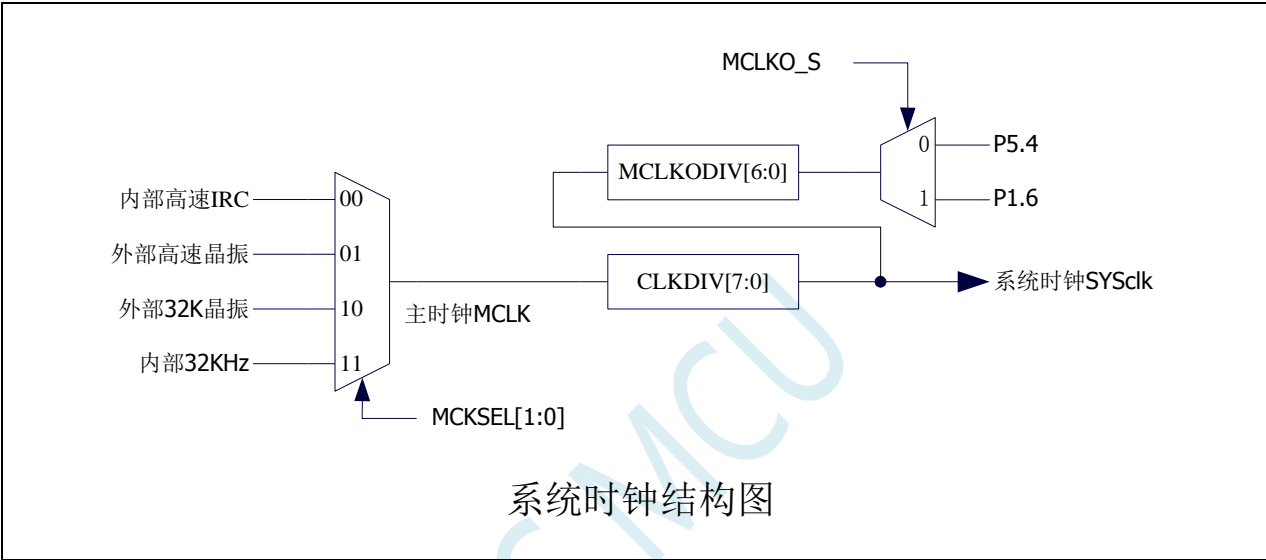 MCLKO_S
0
P5.4
MCLKODIV[6:0]
1
P1.6
内部高速IRC
00
外部高速晶振
01
CLKDIV[7:0]
系统时钟SYSclk
外部32K晶振
10
主时钟MCLK
内部32KHz
11
MCKSEL[1:0]
系统时钟结构图
MCU